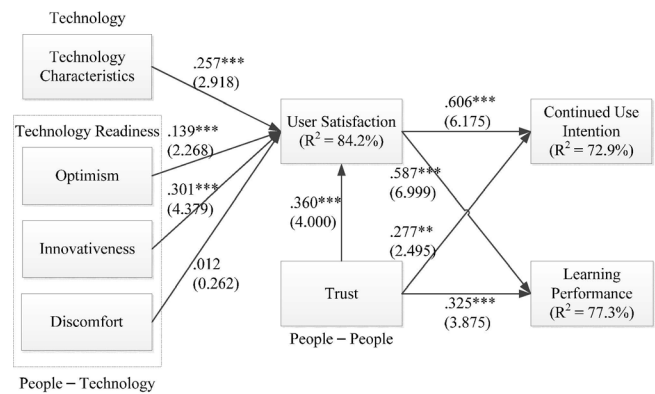 Technology
Technology
Characteristics
.257***
(2.918)
Technology Readiness
.139***
(2.268)
Optimism
.301***
(4.379)
Innovativeness
.012
(0.262)
Discomfort
People – Technology
User Satisfaction
(R² = 84.2%)
.360***
(4.000)
Trust
People – People
.606***
(6.175)
.587***
(6.999)
.277**
(2.495)
.325***
(3.875)
Continued Use
Intention
(R² = 72.9%)
Learning
Performance
(R² = 77.3%)